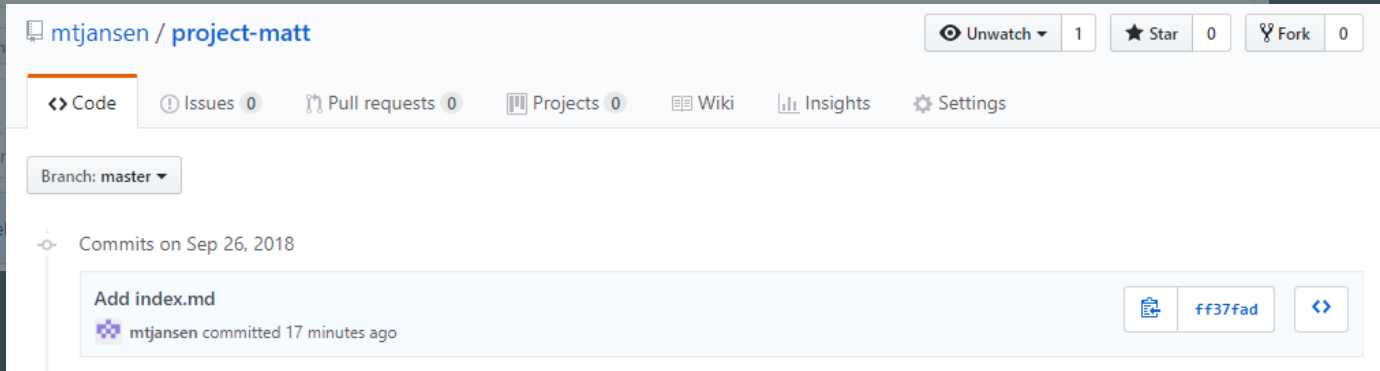 mtjansen / project-matt
Unwatch 1 Star 0 Fork 0
Code Issues 0 Pull requests 0 Projects 0 Wiki Insights Settings
Branch: master
Commits on Sep 26, 2018
Add index.md
mtjansen committed 17 minutes ago
ff37fad